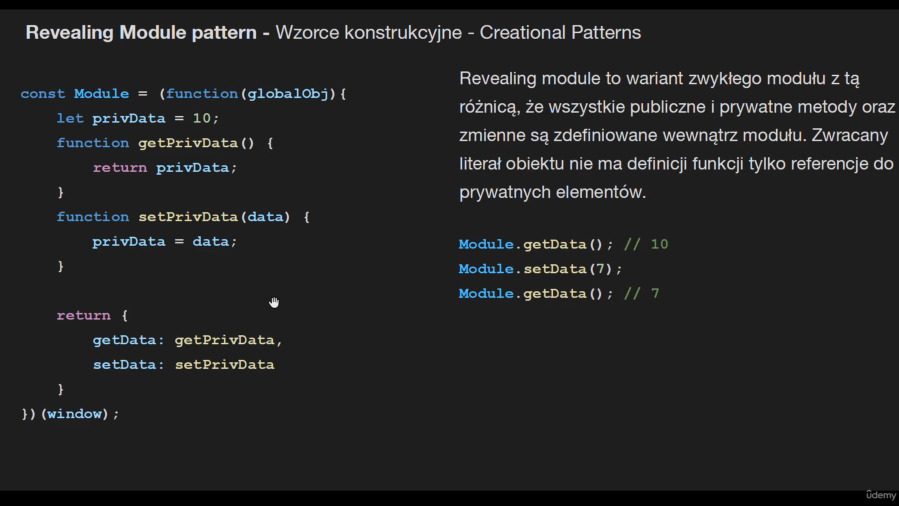 Revealing Module pattern - Wzorce konstrukcyjne - Creational Patterns
const Module = (function(globalObj){
let privData = 10;
function getPrivData() {
return privData;
}
function setPrivData(data) {
privData = data;
}
return {
getData: getPrivData,
setData: setPrivData
}
})(window);
Revealing module to wariant zwykłego modułu z tą
różnicą, że wszystkie publiczne i prywatne metody oraz
zmienne są zdefiniowane wewnątrz modułu. Zwracany
literał obiektu nie ma definicji funkcji tylko referencje do
prywatnych elementów.
Module.getData(); // 10
Module.setData(7);
Module.getData(); // 7
ûdemy